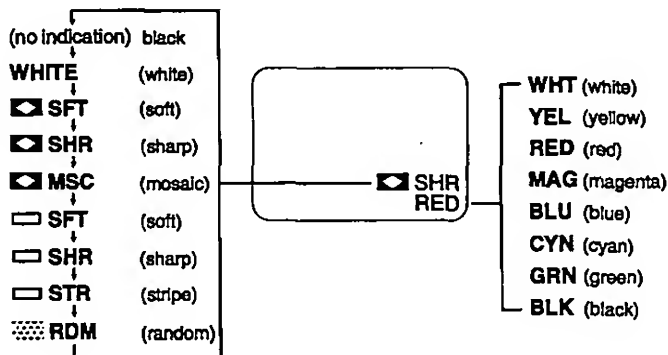 (no indication) black
WHITE (white)
SFT (soft)
SHR (sharp)
MSC (mosaic)
SFT (soft)
SHR (sharp)
STR (stripe)
RDM (random)
SHR
RED
WHT (white)
YEL (yellow)
RED (red)
MAG (magenta)
BLU (blue)
CYN (cyan)
GRN (green)
BLK (black)